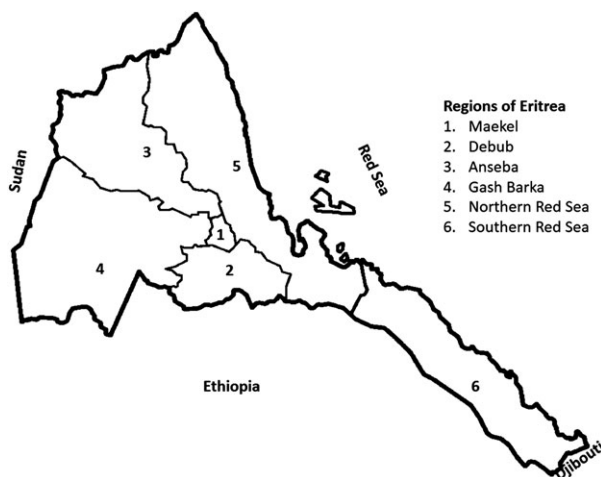 Regions of Eritrea
1. Maekel
2. Debub
3. Anseba
4. Gash Barka
5. Northern Red Sea
6. Southern Red Sea
Sudan
Red Sea
3
5
1
4
2
Ethiopia
6
Djibouti